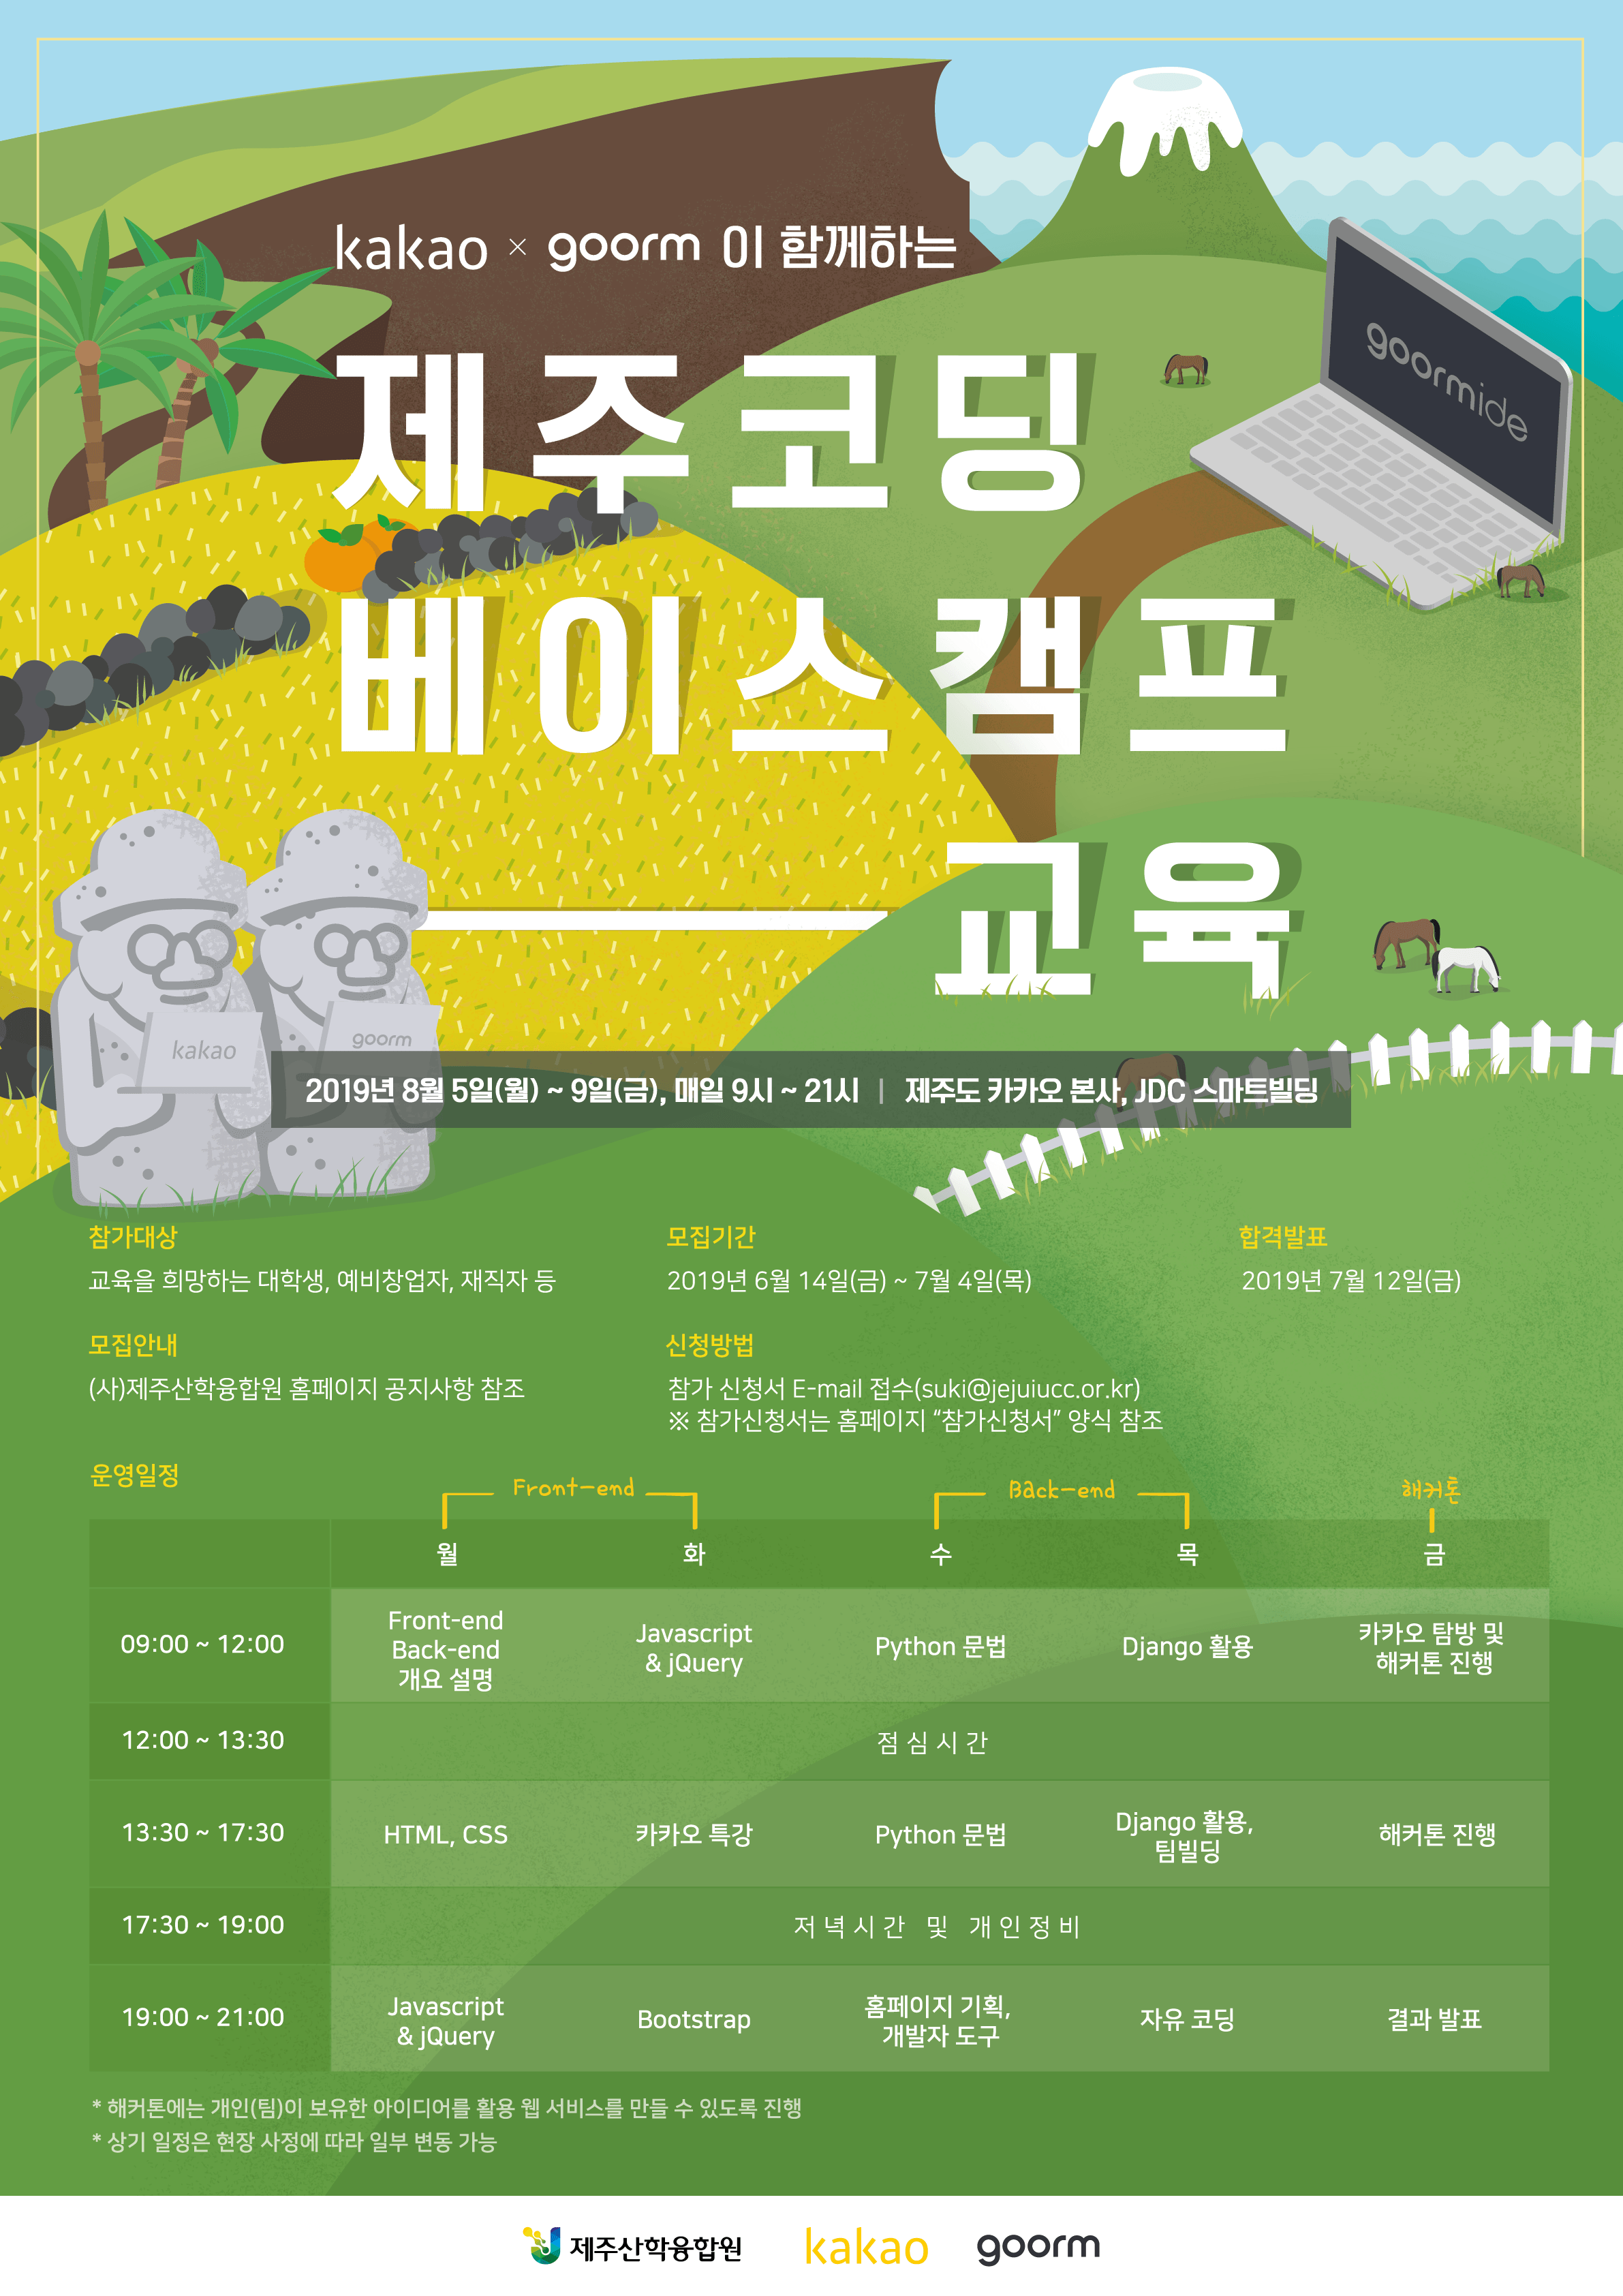 kakao × goorm 이 함께하는
제주코딩
베이스캠프
교육
goormide
kakao
goorm
2019년 8월 5일(월) ~ 9일(금), 매일 9시 ~ 21시 | 제주도 카카오 본사, JDC 스마트빌딩
참가대상
교육을 희망하는 대학생, 예비창업자, 재직자 등
모집기간
2019년 6월 14일(금) ~ 7월 4일(목)
합격발표
2019년 7월 12일(금)
모집안내
(사)제주산학융합원 홈페이지 공지사항 참조
신청방법
참가 신청서 E-mail 접수(suki@jejuiucc.or.kr)
※ 참가신청서는 홈페이지 “참가신청서” 양식 참조
운영일정
Front-end Back-end 해커톤
월 화 수 목 금
09:00 ~ 12:00
Front-end
Back-end
개요 설명
Javascript
& jQuery
Python 문법
Django 활용
카카오 탐방 및
해커톤 진행
12:00 ~ 13:30
점심시간
13:30 ~ 17:30
HTML, CSS
카카오 특강
Python 문법
Django 활용,
팀빌딩
해커톤 진행
17:30 ~ 19:00
저녁시간 및 개인정비
19:00 ~ 21:00
Javascript
& jQuery
Bootstrap
홈페이지 기획,
개발자 도구
자유 코딩
결과 발표
* 해커톤에는 개인(팀)이 보유한 아이디어를 활용 웹 서비스를 만들 수 있도록 진행
* 상기 일정은 현장 사정에 따라 일부 변동 가능
제주산학융합원 kakao goorm